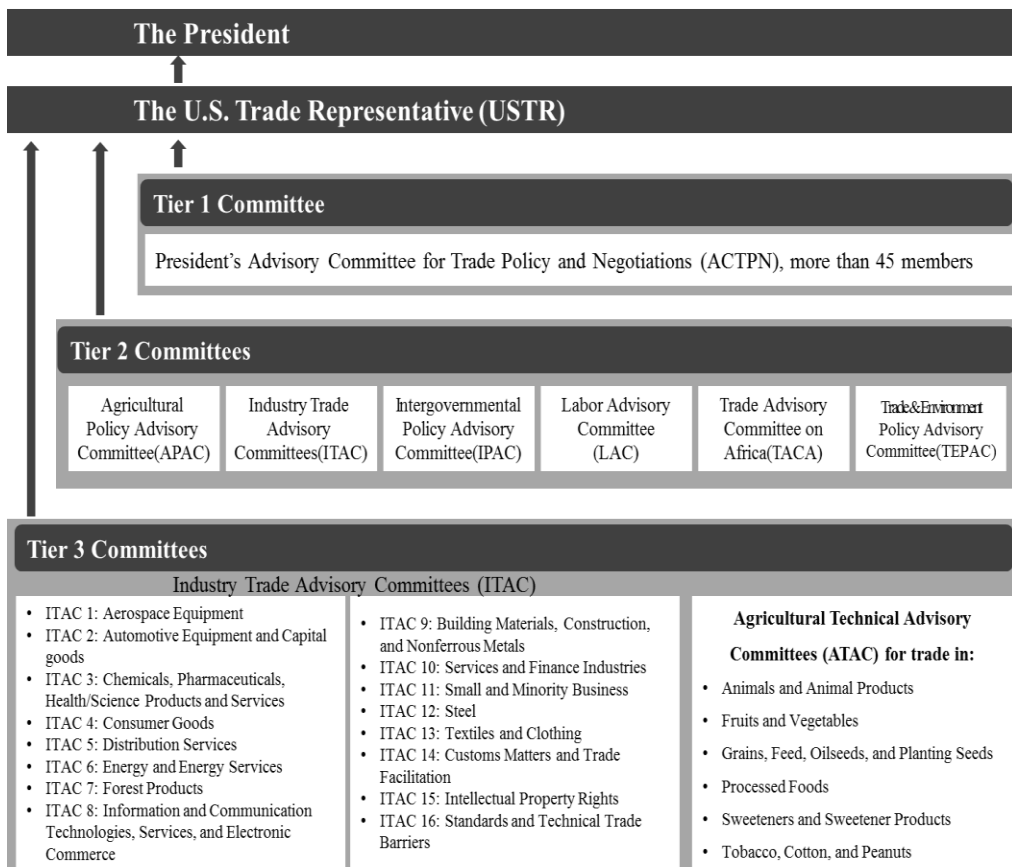 The President
The U.S. Trade Representative (USTR)
Tier 1 Committee
President's Advisory Committee for Trade Policy and Negotiations (ACTPN), more than 45 members
Tier 2 Committees
Agricultural
Policy Advisory
Committee(APAC)
Industry Trade
Advisory
Committees(ITAC)
Intergovernmental
Policy Advisory
Committee(IPAC)
Labor Advisory
Committee
(LAC)
Trade Advisory
Committee on
Africa(TACA)
Trade&Environment
Policy Advisory
Committee(TEPAC)
Tier 3 Committees
Industry Trade Advisory Committees (ITAC)
• ITAC 1: Aerospace Equipment
• ITAC 2: Automotive Equipment and Capital
goods
• ITAC 3: Chemicals, Pharmaceuticals,
Health/Science Products and Services
• ITAC 4: Consumer Goods
• ITAC 5: Distribution Services
• ITAC 6: Energy and Energy Services
• ITAC 7: Forest Products
• ITAC 8: Information and Communication
Technologies, Services, and Electronic
Commerce
• ITAC 9: Building Materials, Construction,
and Nonferrous Metals
• ITAC 10: Services and Finance Industries
• ITAC 11: Small and Minority Business
• ITAC 12: Steel
• ITAC 13: Textiles and Clothing
• ITAC 14: Customs Matters and Trade
Facilitation
• ITAC 15: Intellectual Property Rights
• ITAC 16: Standards and Technical Trade
Barriers
Agricultural Technical Advisory
Committees (ATAC) for trade in:
• Animals and Animal Products
• Fruits and Vegetables
• Grains, Feed, Oilseeds, and Planting Seeds
• Processed Foods
• Sweeteners and Sweetener Products
• Tobacco, Cotton, and Peanuts